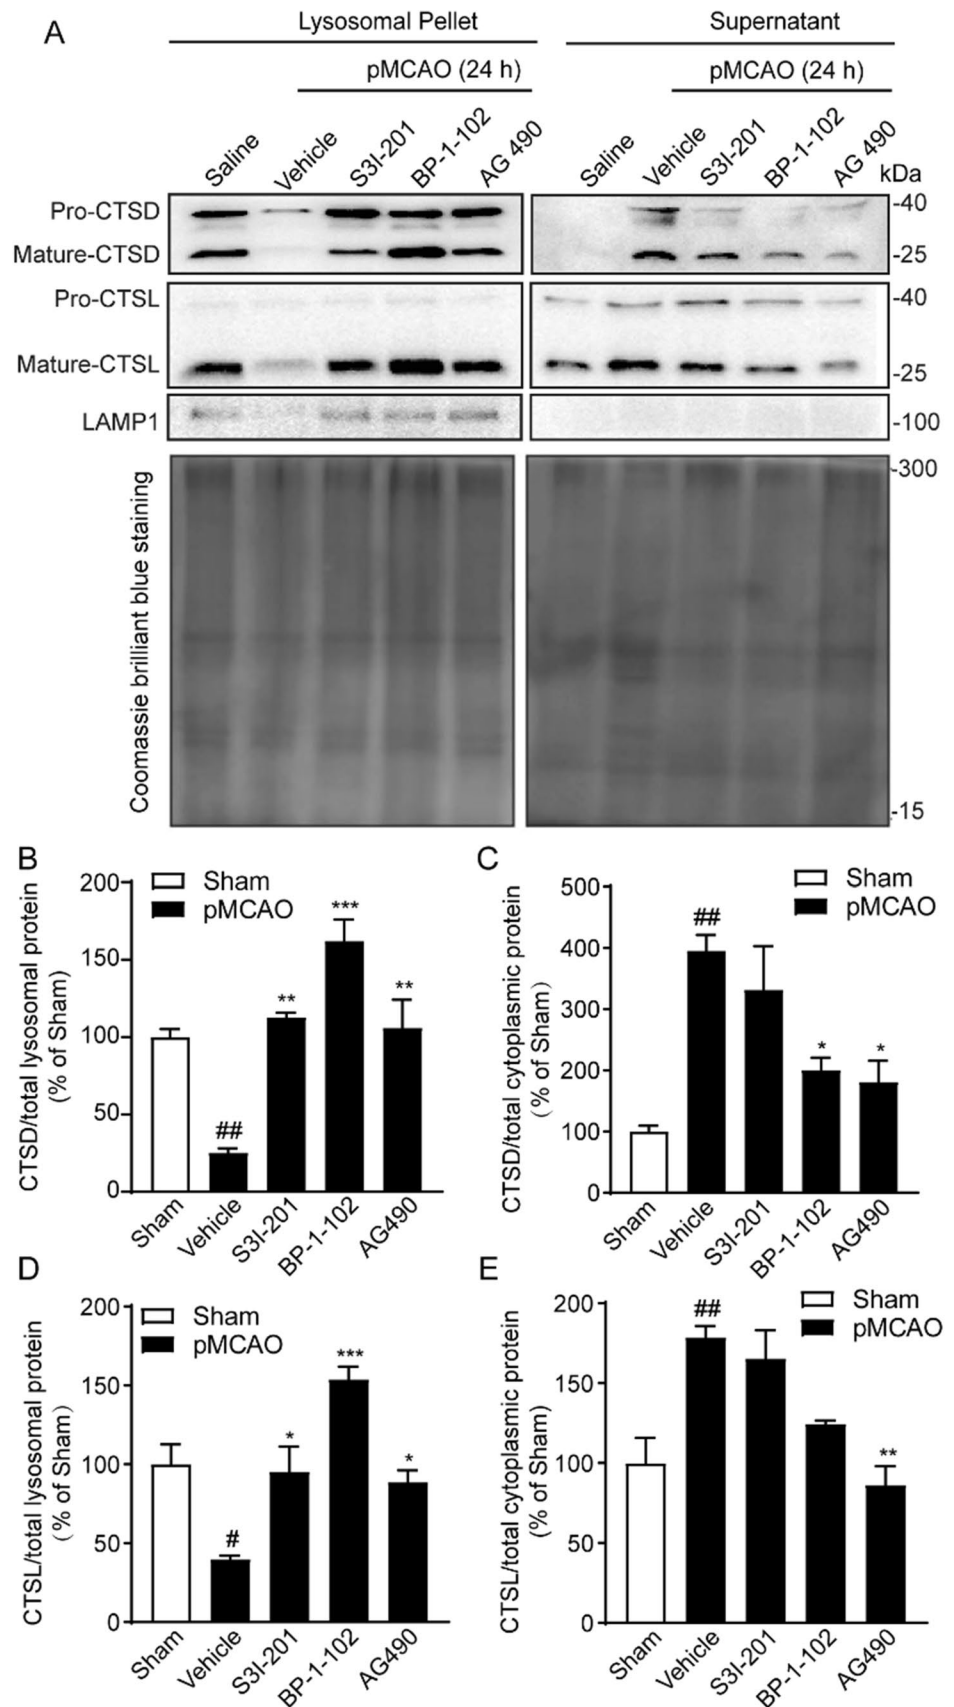 A
Lysosomal Pellet
Supernatant
pMCAO (24 h)
pMCAO (24 h)
Saline
Vehicle
S3I-201
BP-1-102
AG 490
Saline
Vehicle
S3I-201
BP-1-102
AG 490
kDa
Pro-CTSD
-40
Mature-CTSD
-25
Pro-CTSL
-40
Mature-CTSL
-25
LAMP1
-100
Coomassie brilliant blue staining
-300
-15
B
CTSD/total lysosomal protein
(% of Sham)
200
150
100
50
0
Sham
pMCAO
##
**
***
**
Sham
Vehicle
S3I-201
BP-1-102
AG490
C
CTSD/total cytoplasmic protein
(% of Sham)
500
400
300
200
100
0
Sham
pMCAO
##
*
*
Sham
Vehicle
S3I-201
BP-1-102
AG490
D
CTSL/total lysosomal protein
(% of Sham)
200
150
100
50
0
Sham
pMCAO
#
*
***
*
Sham
Vehicle
S3I-201
BP-1-102
AG490
E
CTSL/total cytoplasmic protein
(% of Sham)
200
150
100
50
0
Sham
pMCAO
##
**
Sham
Vehicle
S3I-201
BP-1-102
AG490